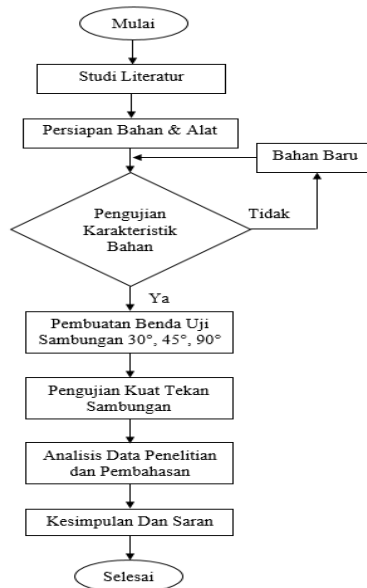 Mulai
Studi Literatur
Persiapan Bahan & Alat
Bahan Baru
Pengujian
Karakteristik
Bahan
Tidak
Ya
Pembuatan Benda Uji
Sambungan 30°, 45°, 90°
Pengujian Kuat Tekan
Sambungan
Analisis Data Penelitian
dan Pembahasan
Kesimpulan Dan Saran
Selesai